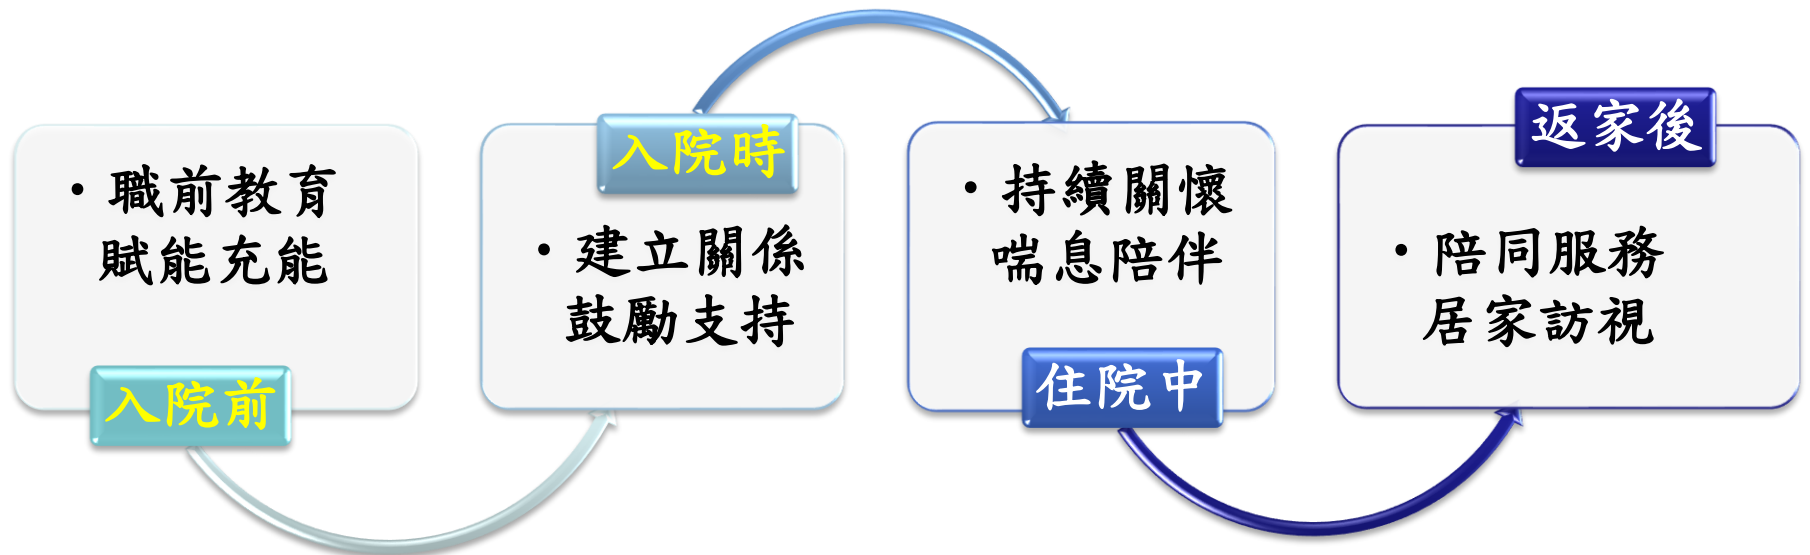 • 職前教育
賦能充能
入院前
入院時
• 建立關係
鼓勵支持
• 持續關懷
喘息陪伴
住院中
返家後
• 陪同服務
居家訪視